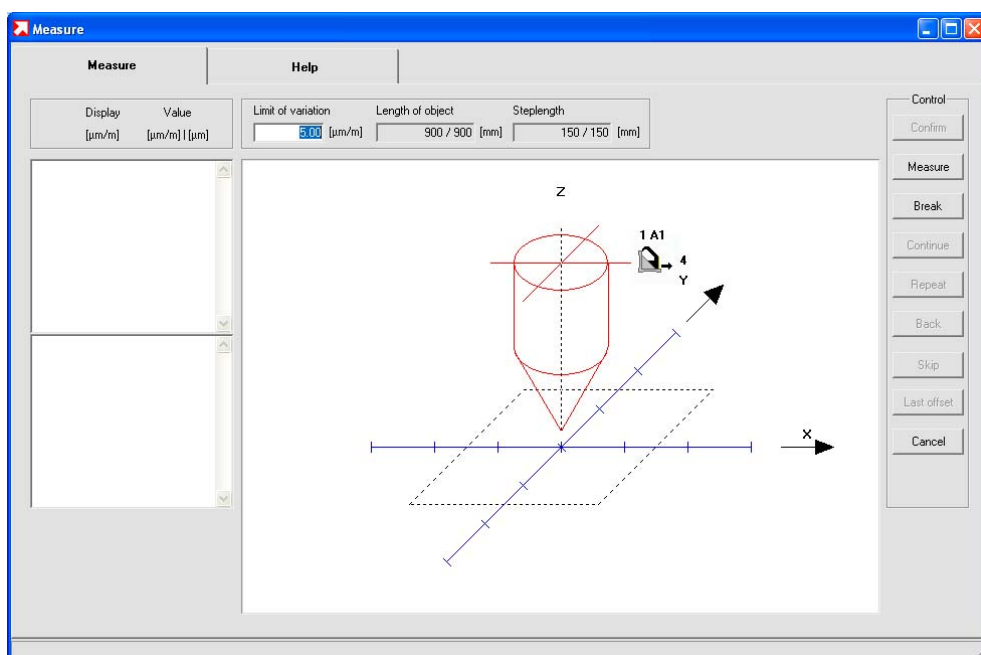 Measure
Measure Help
Display Value
[µm/m] [µm/m] | [µm]
Limit of variation Length of object Steplength
5.00 [µm/m] 900 / 900 [mm] 150 / 150 [mm]
Control
Confirm
Measure
Break
Continue
Repeat
Back
Skip
Last offset
Cancel
Z
1 A1
4
Y
X